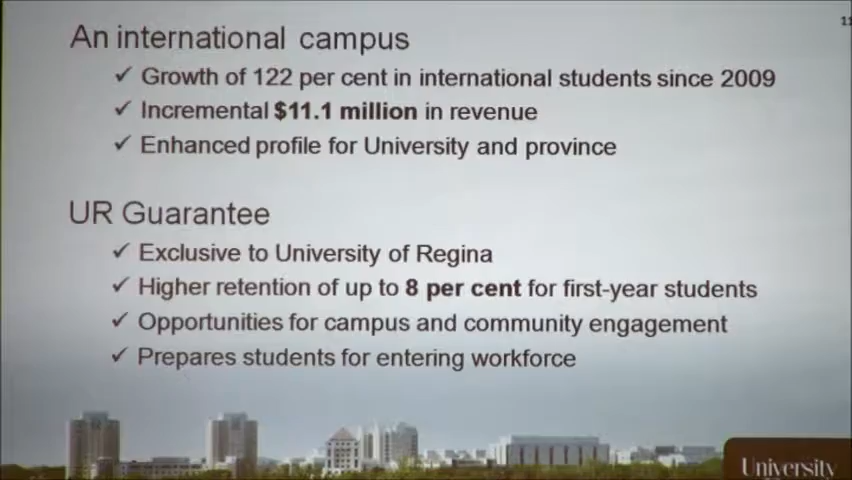 11
An international campus
✓ Growth of 122 per cent in international students since 2009
✓ Incremental $11.1 million in revenue
✓ Enhanced profile for University and province
UR Guarantee
✓ Exclusive to University of Regina
✓ Higher retention of up to 8 per cent for first-year students
✓ Opportunities for campus and community engagement
✓ Prepares students for entering workforce
University